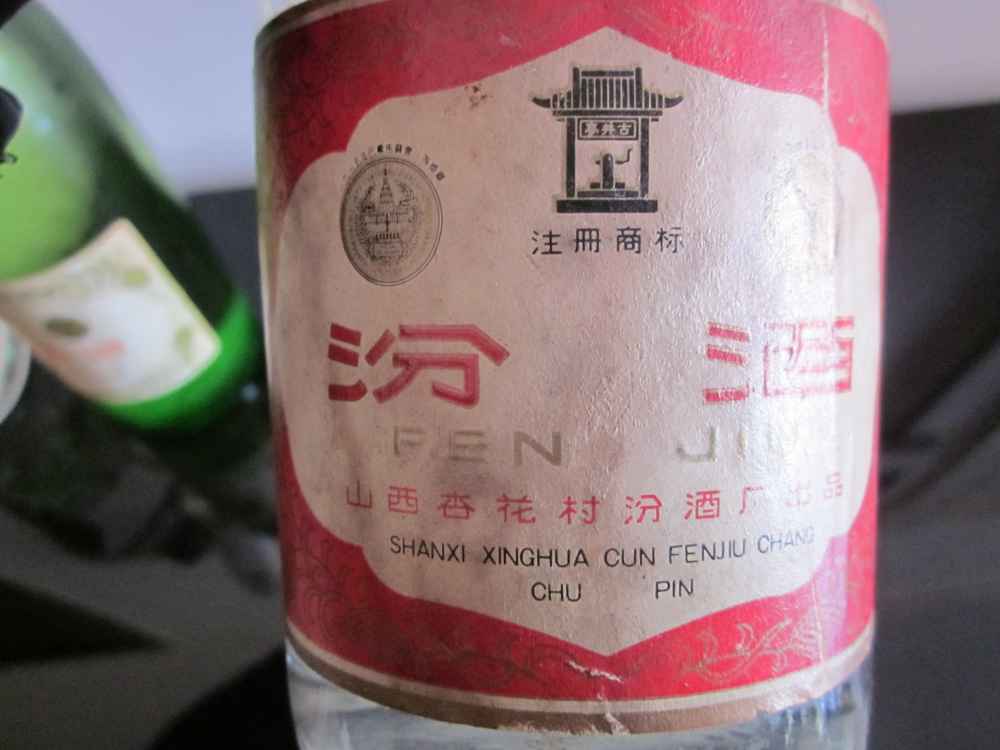 古井亭
注冊商标
汾酒
FEN JIU
山西杏花村汾酒厂出品
SHANXI XINGHUA CUN FENJIU CHANG
CHU PIN